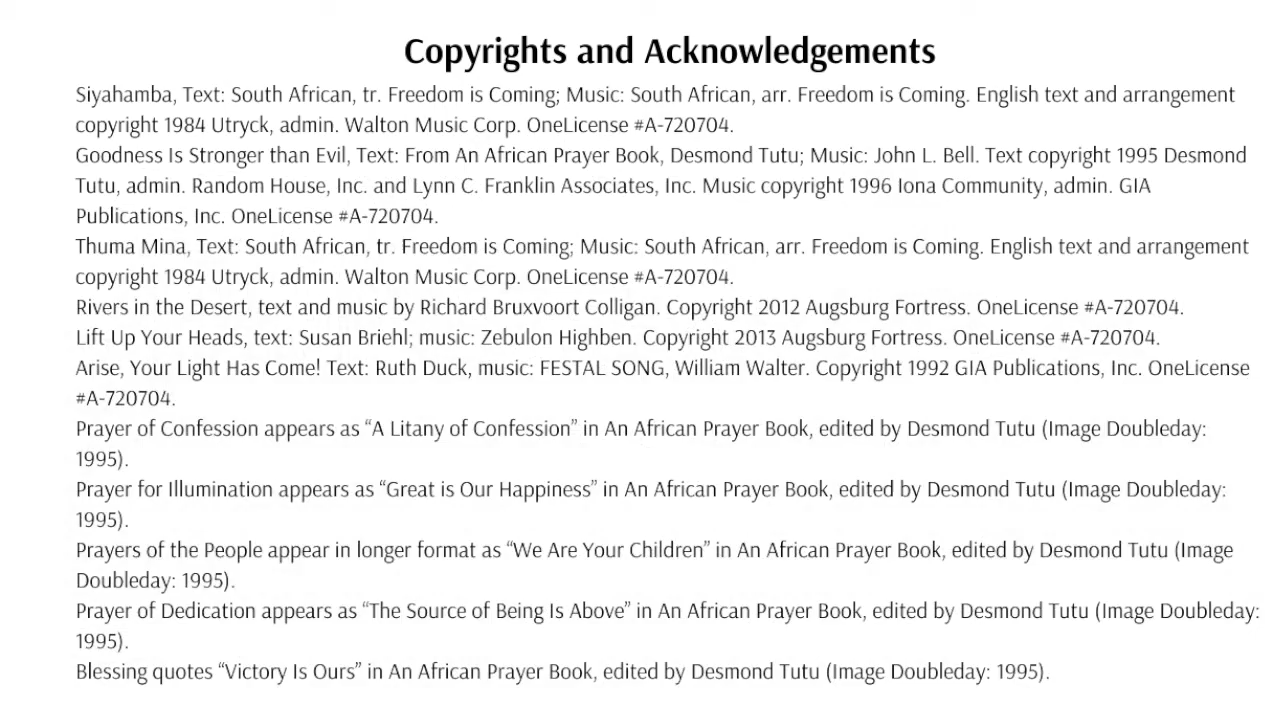 Copyrights and Acknowledgements
Siyahamba, Text: South African, tr. Freedom is Coming; Music: South African, arr. Freedom is Coming. English text and arrangement
copyright 1984 Utryck, admin. Walton Music Corp. OneLicense #A-720704.
Goodness Is Stronger than Evil, Text: From An African Prayer Book, Desmond Tutu; Music: John L. Bell. Text copyright 1995 Desmond
Tutu, admin. Random House, Inc. and Lynn C. Franklin Associates, Inc. Music copyright 1996 Iona Community, admin. GIA
Publications, Inc. OneLicense #A-720704.
Thuma Mina, Text: South African, tr. Freedom is Coming; Music: South African, arr. Freedom is Coming. English text and arrangement
copyright 1984 Utryck, admin. Walton Music Corp. OneLicense #A-720704.
Rivers in the Desert, text and music by Richard Bruxvoort Colligan. Copyright 2012 Augsburg Fortress. OneLicense #A-720704.
Lift Up Your Heads, text: Susan Briehl; music: Zebulon Highben. Copyright 2013 Augsburg Fortress. OneLicense #A-720704.
Arise, Your Light Has Come! Text: Ruth Duck, music: FESTAL SONG, William Walter. Copyright 1992 GIA Publications, Inc. OneLicense
#A-720704.
Prayer of Confession appears as “A Litany of Confession” in An African Prayer Book, edited by Desmond Tutu (Image Doubleday:
1995).
Prayer for Illumination appears as “Great is Our Happiness” in An African Prayer Book, edited by Desmond Tutu (Image Doubleday:
1995).
Prayers of the People appear in longer format as “We Are Your Children” in An African Prayer Book, edited by Desmond Tutu (Image
Doubleday: 1995).
Prayer of Dedication appears as “The Source of Being Is Above” in An African Prayer Book, edited by Desmond Tutu (Image Doubleday:
1995).
Blessing quotes “Victory Is Ours” in An African Prayer Book, edited by Desmond Tutu (Image Doubleday: 1995).